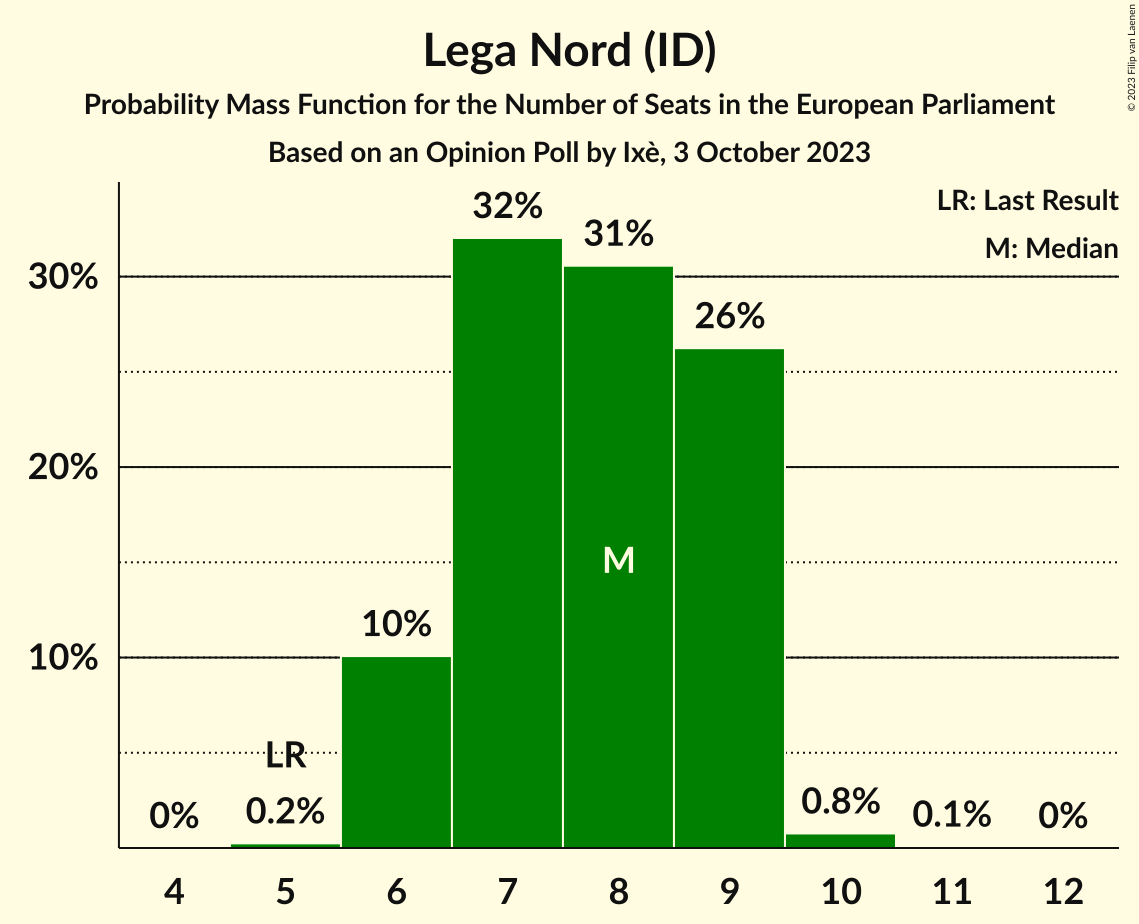 Lega Nord (ID)
Probability Mass Function for the Number of Seats in the European Parliament
Based on an Opinion Poll by Ixè, 3 October 2023
© 2023 Filip van Laenen
LR: Last Result
M: Median
32%
31%
30%
26%
20%
M
10%
10%
LR
0%
0.2%
0.8%
0.1%
0%
4
5
6
7
8
9
10
11
12